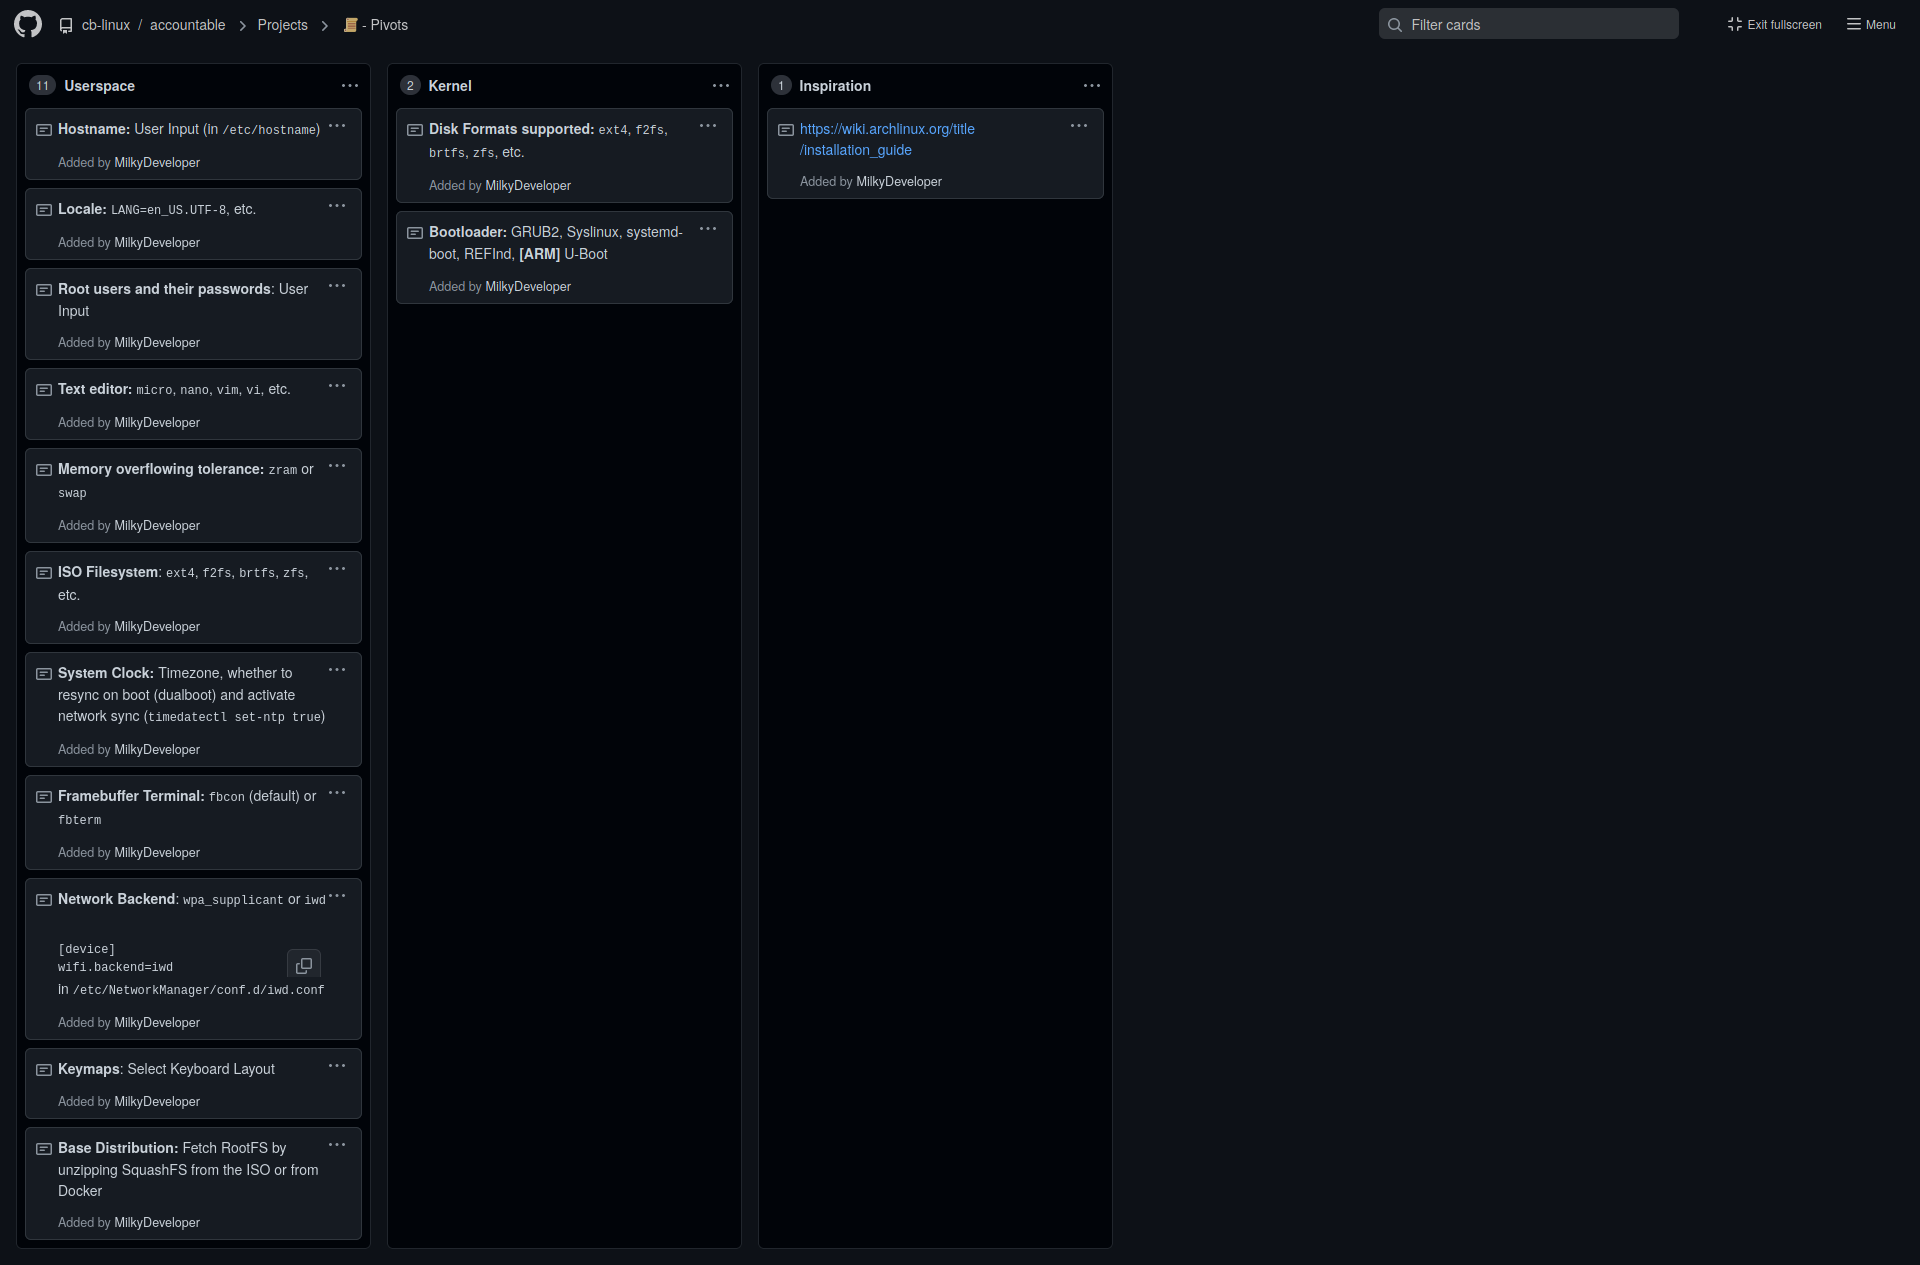 cb-linux / accountable > Projects > 📜 - Pivots
Filter cards
Exit fullscreen
Menu
11 Userspace
Hostname: User Input (in /etc/hostname)
Added by MilkyDeveloper
Locale: LANG=en_US.UTF-8, etc.
Added by MilkyDeveloper
Root users and their passwords: User
Input
Added by MilkyDeveloper
Text editor: micro, nano, vim, vi, etc.
Added by MilkyDeveloper
Memory overflowing tolerance: zram or
swap
Added by MilkyDeveloper
ISO Filesystem: ext4, f2fs, brtfs, zfs,
etc.
Added by MilkyDeveloper
System Clock: Timezone, whether to
resync on boot (dualboot) and activate
network sync (timedatectl set-ntp true)
Added by MilkyDeveloper
Framebuffer Terminal: fbcon (default) or
fbterm
Added by MilkyDeveloper
Network Backend: wpa_supplicant or iwd
[device]
wifi.backend=iwd
in /etc/NetworkManager/conf.d/iwd.conf
Added by MilkyDeveloper
Keymaps: Select Keyboard Layout
Added by MilkyDeveloper
Base Distribution: Fetch RootFS by
unzipping SquashFS from the ISO or from
Docker
Added by MilkyDeveloper
2 Kernel
Disk Formats supported: ext4, f2fs,
brtfs, zfs, etc.
Added by MilkyDeveloper
Bootloader: GRUB2, Syslinux, systemd-
boot, REFInd, [ARM] U-Boot
Added by MilkyDeveloper
1 Inspiration
https://wiki.archlinux.org/title
/installation_guide
Added by MilkyDeveloper